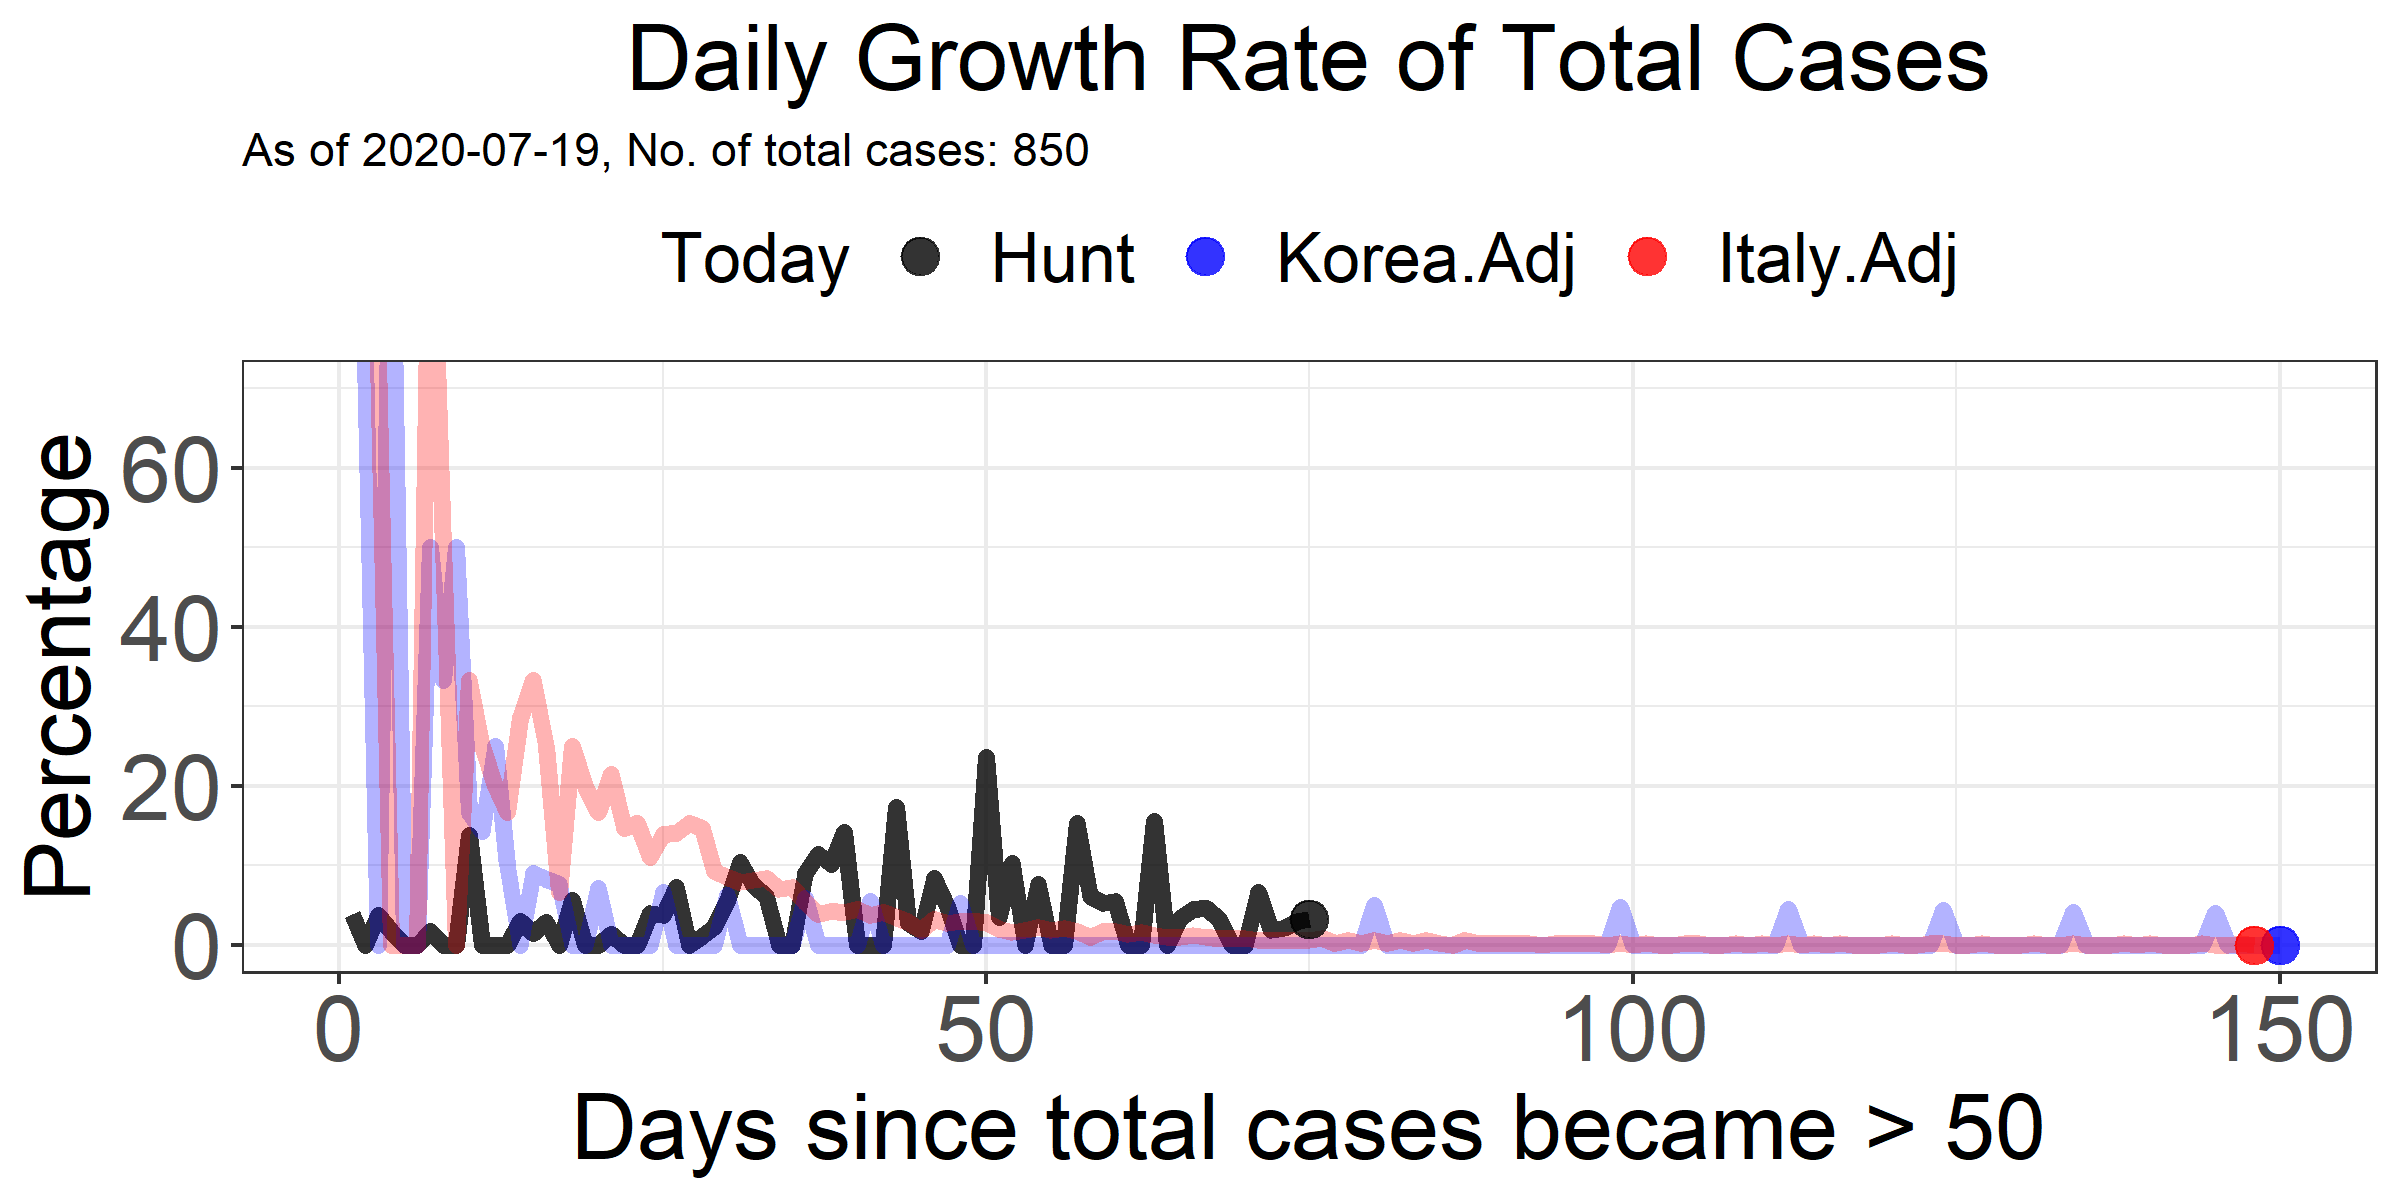 Daily Growth Rate of Total Cases
As of 2020-07-19, No. of total cases: 850
Today Hunt Korea.Adj Italy.Adj
Percentage
60
40
20
0
0 50 100 150
Days since total cases became > 50